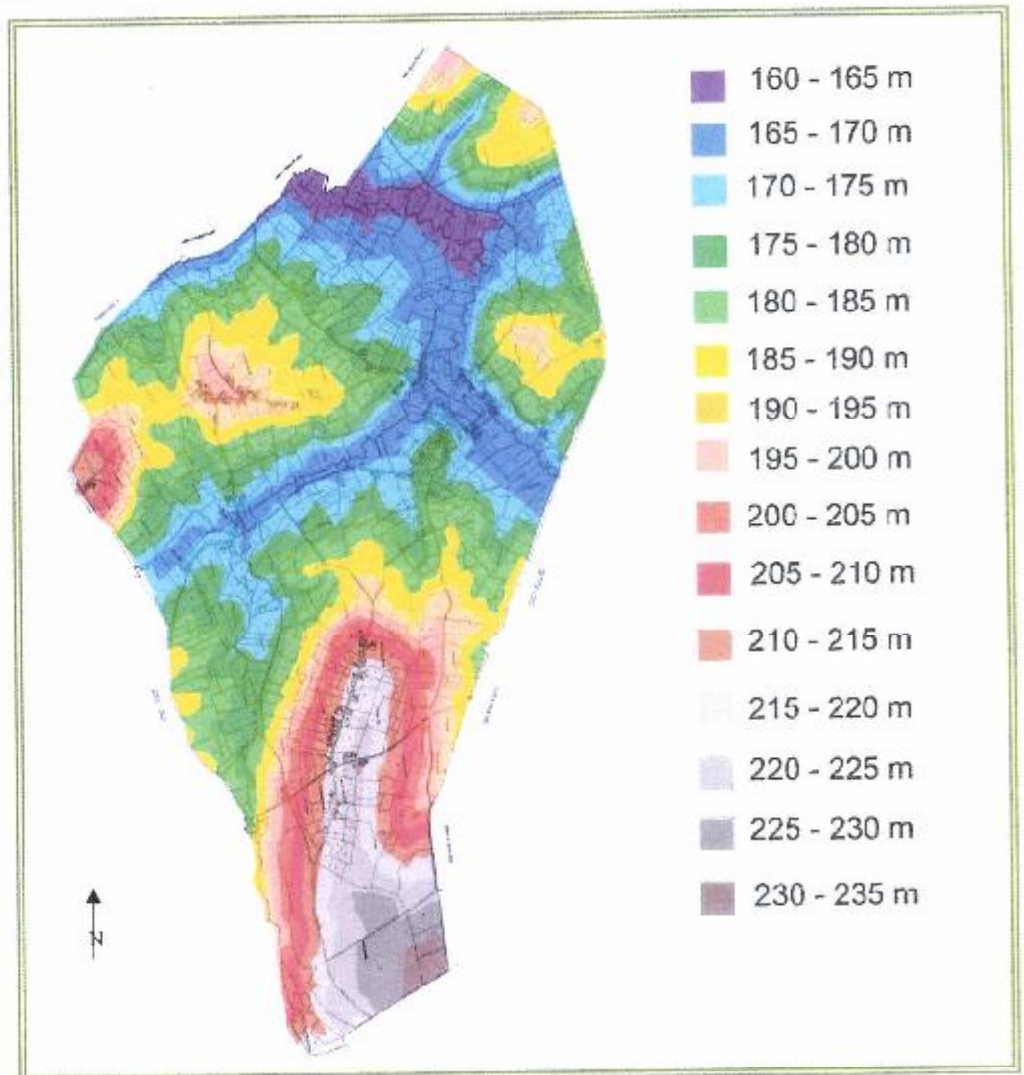 160 - 165 m
165 - 170 m
170 - 175 m
175 - 180 m
180 - 185 m
185 - 190 m
190 - 195 m
195 - 200 m
200 - 205 m
205 - 210 m
210 - 215 m
215 - 220 m
220 - 225 m
225 - 230 m
230 - 235 m
N